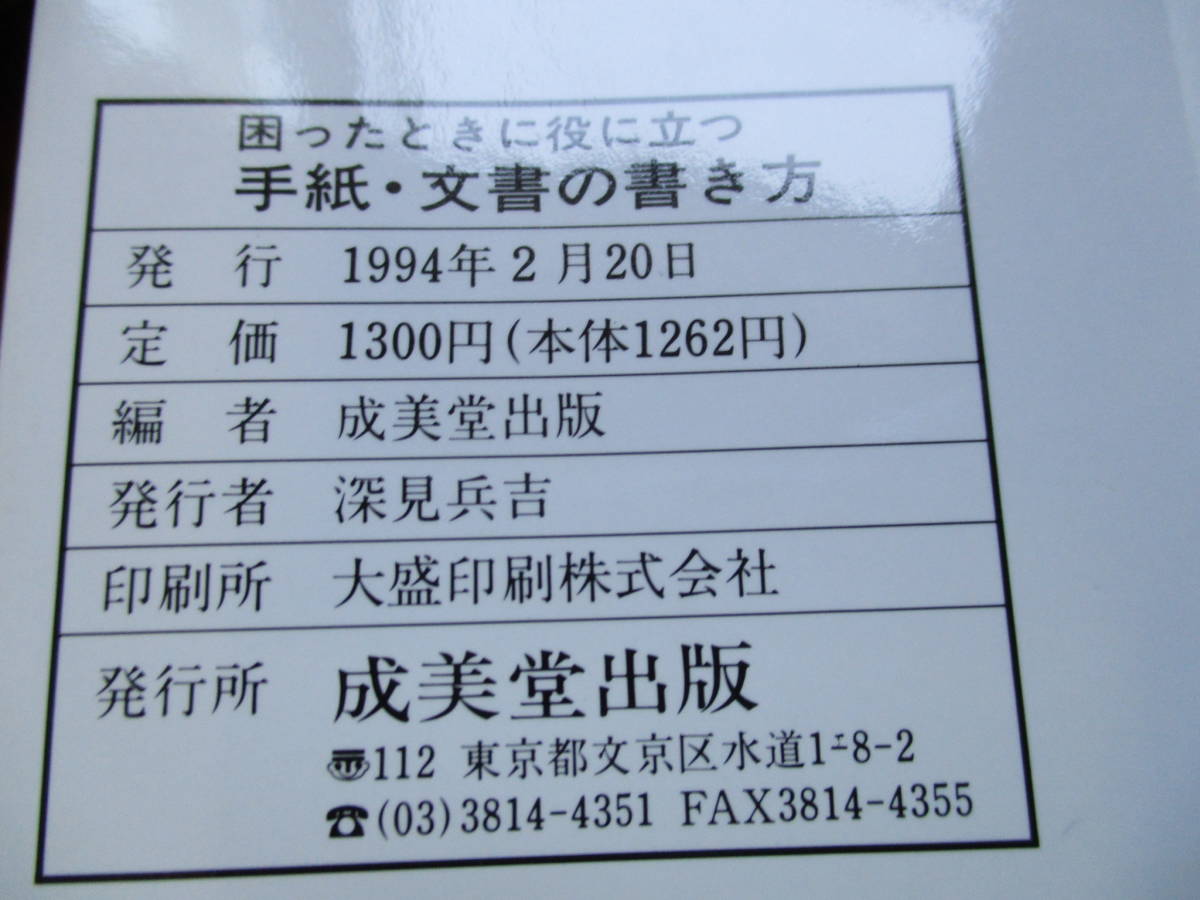 困ったときに役に立つ
手紙・文書の書き方
発 行 1994年2月20日
定 価 1300円(本体1262円)
編 者 成美堂出版
発行者 深見兵吉
印刷所 大盛印刷株式会社
発行所 成美堂出版
〠112 東京都文京区水道1-8-2
☎(03)3814-4351 FAX3814-4355